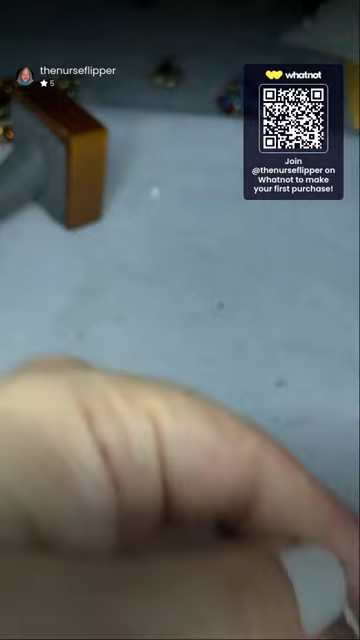 thenurseflipper
★ 5
whatnot
Join
@thenurseflipper on
Whatnot to make
your first purchase!